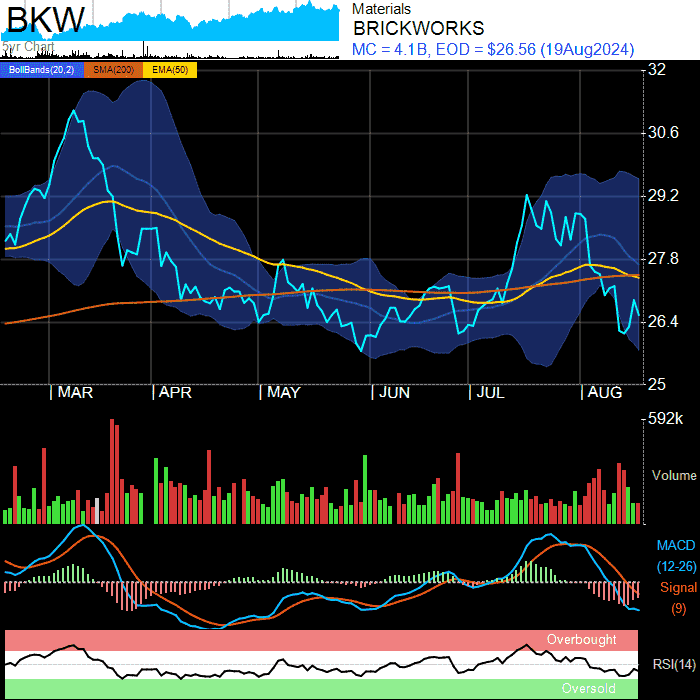 BKW
5yr Chart
Materials
BRICKWORKS
MC = 4.1B, EOD = $26.56 (19Aug2024)
BollBands(20,2) SMA(200) EMA(50)
32
30.6
29.2
27.8
26.4
25
MAR APR MAY JUN JUL AUG
592k
Volume
MACD
(12-26)
Signal
(9)
Overbought
RSI(14)
Oversold